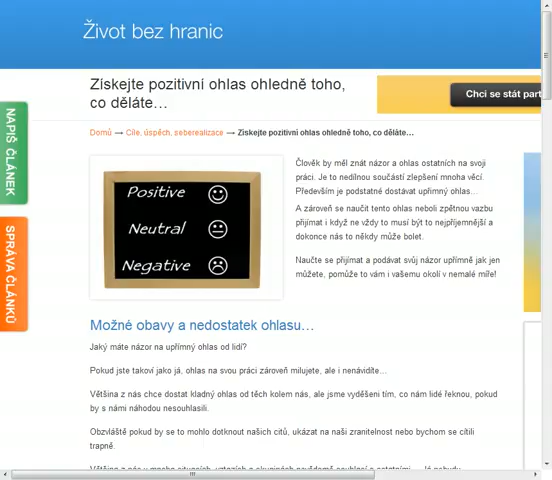 Život bez hranic
Získejte pozitivní ohlas ohledně toho,
co děláte…
Chci se stát part
NAPIŠ ČLÁNEK
SPRÁVA ČLÁNKŮ
Domů → Cíle, úspěch, seberealizace → Získejte pozitivní ohlas ohledně toho, co děláte…
Positive
Neutral
Negative
Člověk by měl znát názor a ohlas ostatních na svoji
práci. Je to nedílnou součástí zlepšení mnoha věcí.
Především je podstatné dostávat upřimný ohlas…
A zároveň se naučit tento ohlas neboli zpětnou vazbu
přijímat i když ne vždy to musí být to nejpříjemnější a
dokonce nás to někdy může bolet.
Naučte se přijímat a podávat svůj názor upřímně jak jen
můžete, pomůže to vám i vašemu okolí v nemalé míře!
Možné obavy a nedostatek ohlasu…
Jaký máte názor na upřímný ohlas od lidí?
Pokud jste takoví jako já, ohlas na svou práci zároveň milujete, ale i nenávidíte…
Většina z nás chce dostat kladný ohlas od těch kolem nás, ale jsme vyděšeni tím, co nám lidé řeknou, pokud
by s námi náhodou nesouhlasili.
Obzvláště pokud by se to mohlo dotknout našich citů, ukázat na naši zranitelnost nebo bychom se cítili
trapně.